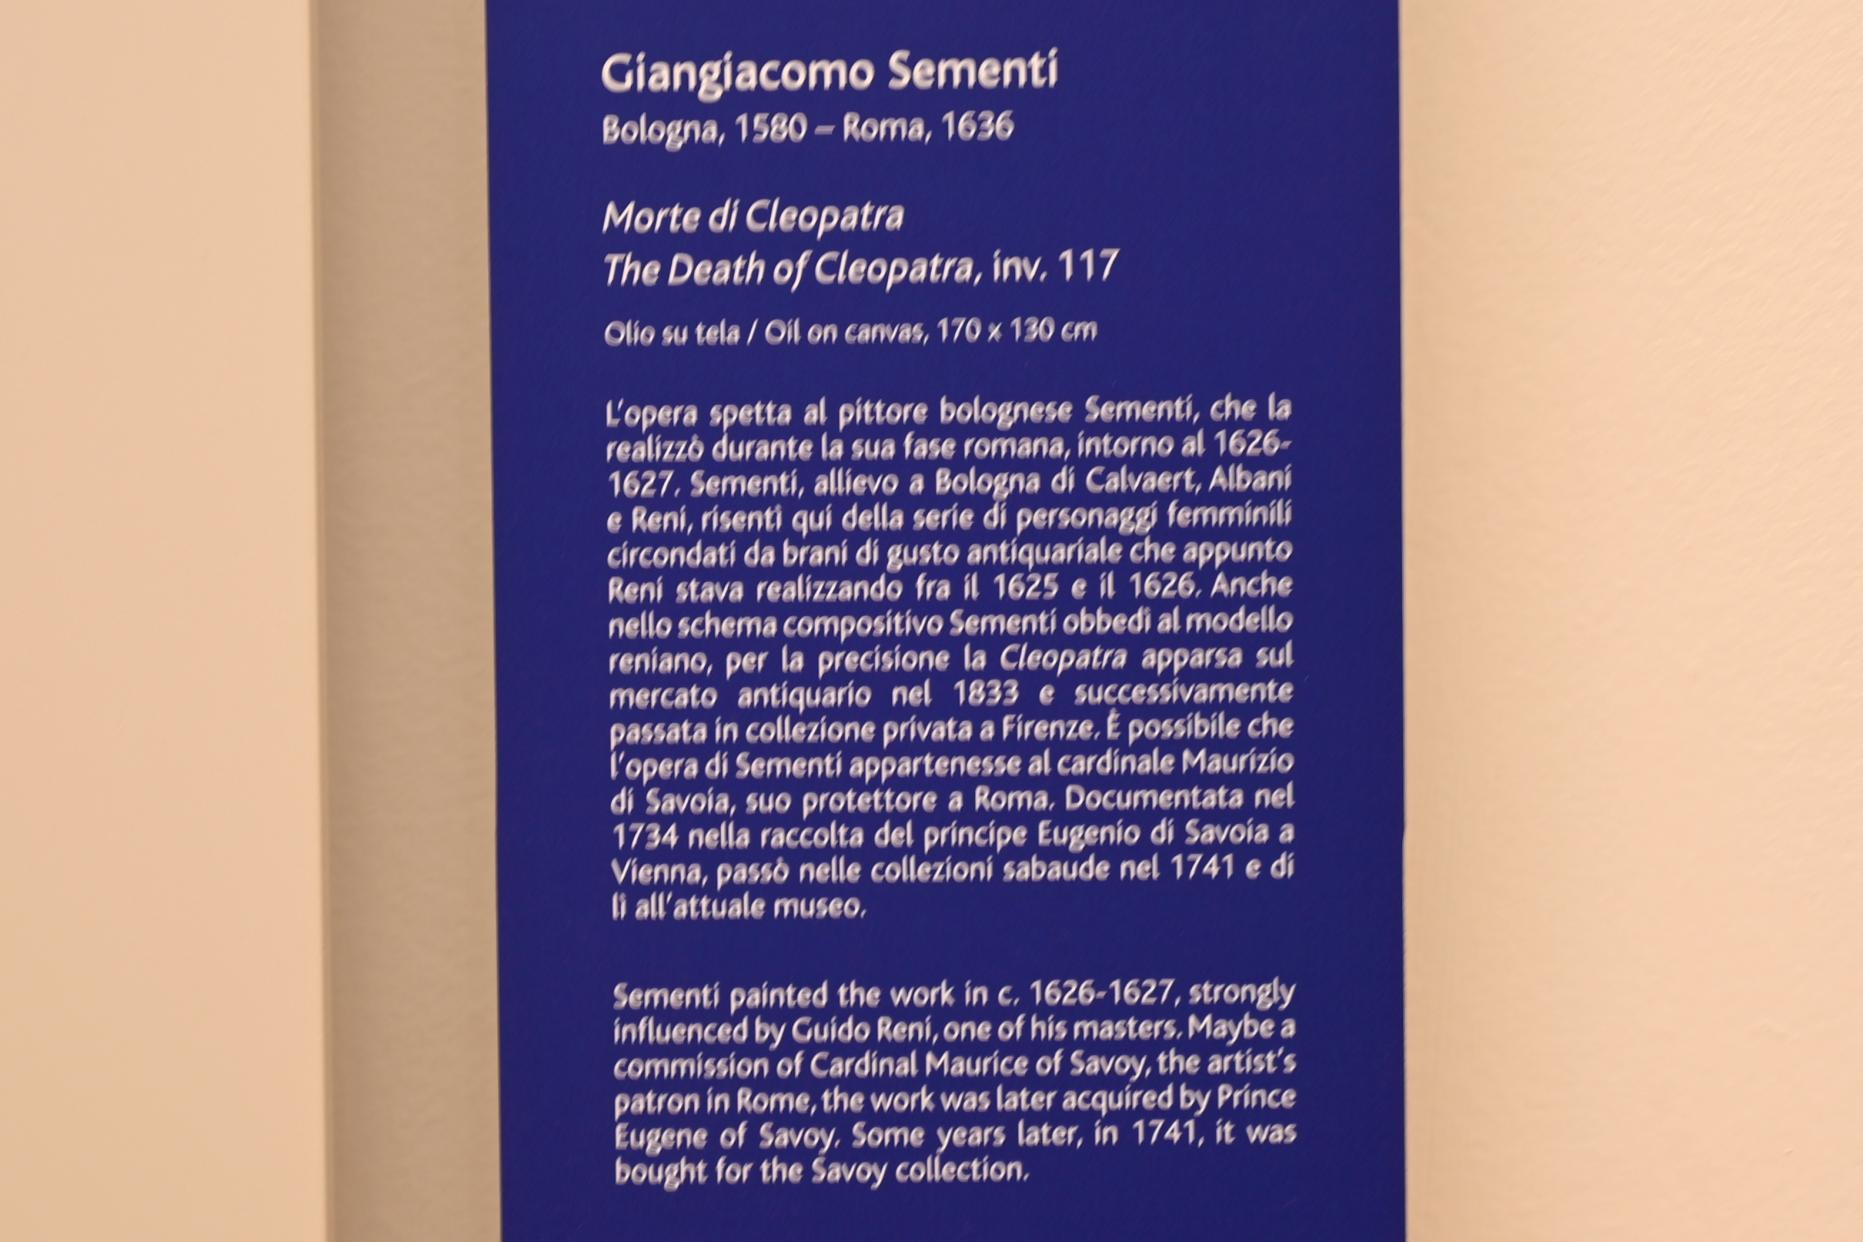 Giangiacomo Sementi
Bologna, 1580 – Roma, 1636
Morte di Cleopatra
The Death of Cleopatra, inv. 117
Olio su tela / Oil on canvas, 170 x 130 cm
L'opera spetta al pittore bolognese Sementi, che la
realizzò durante la sua fase romana, intorno al 1626-
1627. Sementi, allievo a Bologna di Calvaert, Albani
e Reni, risentì qui della serie di personaggi femminili
circondati da brani di gusto antiquariale che appunto
Reni stava realizzando fra il 1625 e il 1626. Anche
nello schema compositivo Sementi obbedì al modello
reniano, per la precisione la Cleopatra apparsa sul
mercato antiquario nel 1833 e successivamente
passata in collezione privata a Firenze. È possibile che
l'opera di Sementi appartenesse al cardinale Maurizio
di Savoia, suo protettore a Roma. Documentata nel
1734 nella raccolta del principe Eugenio di Savoia a
Vienna, passò nelle collezioni sabaude nel 1741 e di
lì all'attuale museo.
Sementi painted the work in c. 1626-1627, strongly
influenced by Guido Reni, one of his masters. Maybe a
commission of Cardinal Maurice of Savoy, the artist's
patron in Rome, the work was later acquired by Prince
Eugene of Savoy. Some years later, in 1741, it was
bought for the Savoy collection.